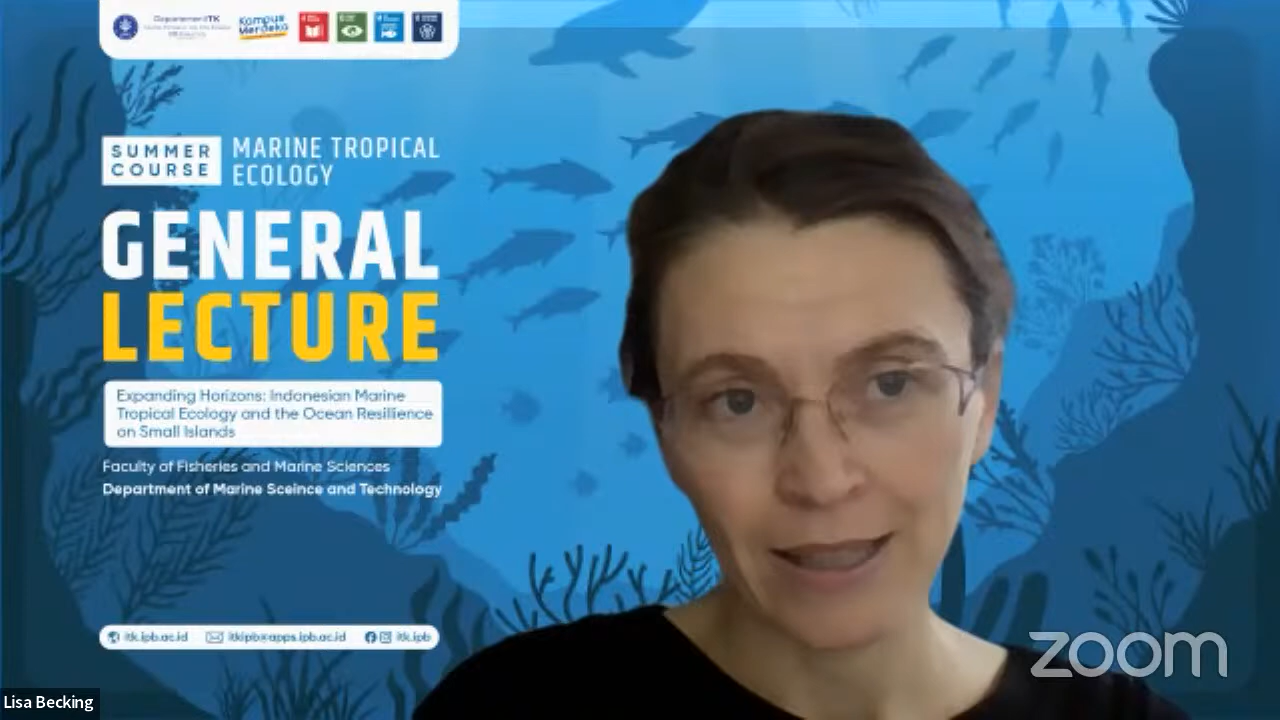 DepartemenITK
Kampus
Merdeka
SUMMER
COURSE
MARINE TROPICAL
ECOLOGY
GENERAL
LECTURE
Expanding Horizons: Indonesian Marine
Tropical Ecology and the Ocean Resillience
on Small Islands
Faculty of Fisheries and Marine Sciences
Department of Marine Sceince and Technology
itk.ipb.ac.id
itkipb@apps.ipb.ac.id
itk.ipb
zoom
Lisa Becking